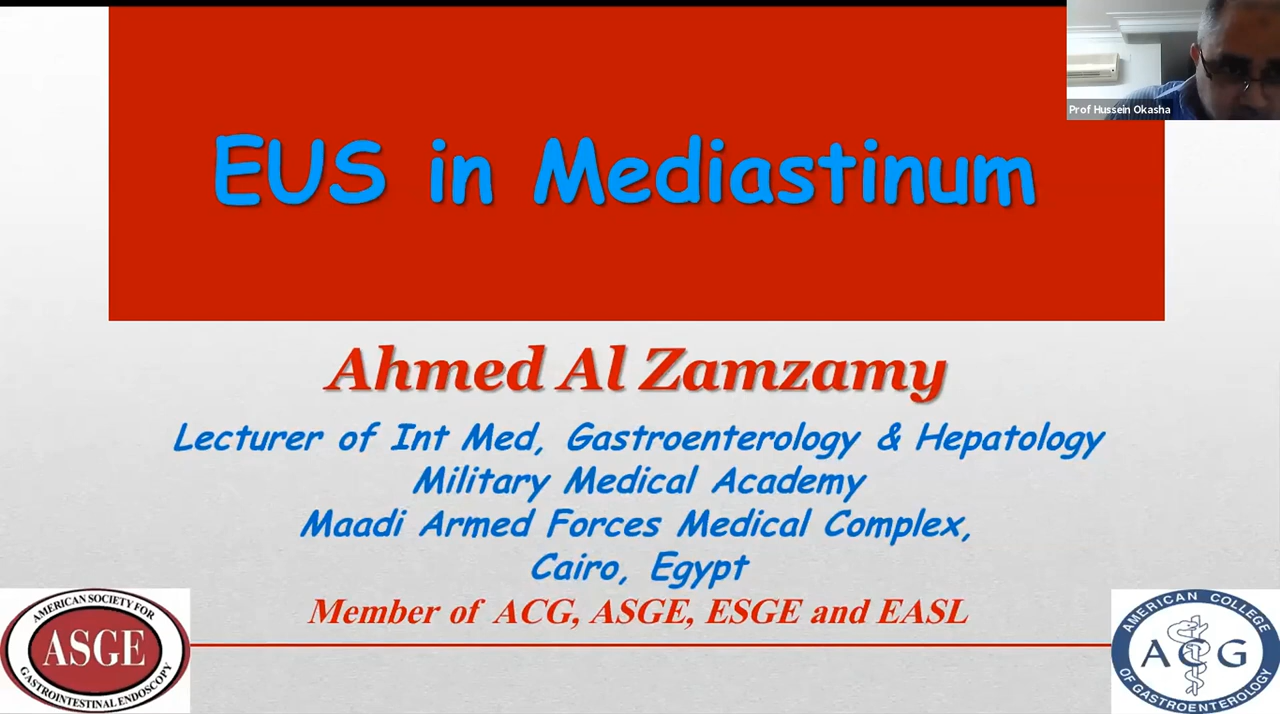 Prof Hussein Okasha
EUS in Mediastinum
Ahmed Al Zamzamy
Lecturer of Int Med, Gastroenterology & Hepatology
Military Medical Academy
Maadi Armed Forces Medical Complex,
Cairo, Egypt
Member of ACG, ASGE, ESGE and EASL
AMERICAN SOCIETY FOR
ASGE
GASTROINTESTINAL ENDOSCOPY
AMERICAN COLLEGE
ACG
OF GASTROENTEROLOGY